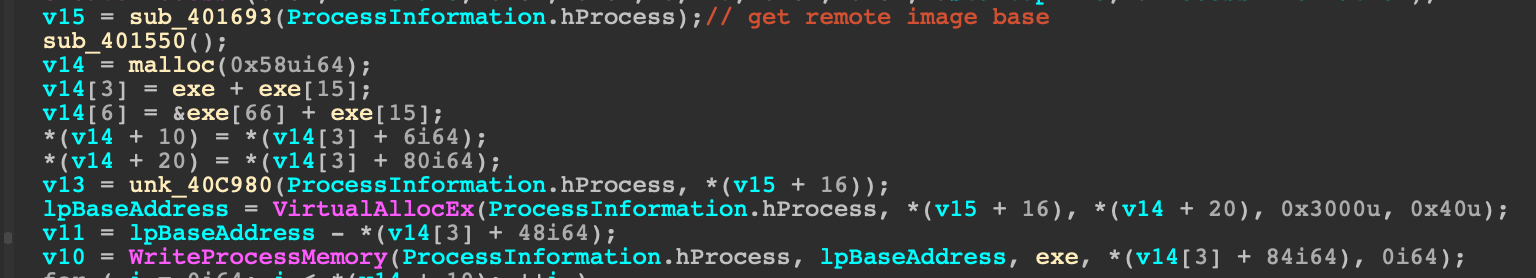 v15 = sub_401693(ProcessInformation.hProcess);// get remote image base
sub_401550();
v14 = malloc(0x58ui64);
v14[3] = exe + exe[15];
v14[6] = &exe[66] + exe[15];
*(v14 + 10) = *(v14[3] + 6i64);
*(v14 + 20) = *(v14[3] + 80i64);
v13 = unk_40C980(ProcessInformation.hProcess, *(v15 + 16));
lpBaseAddress = VirtualAllocEx(ProcessInformation.hProcess, *(v15 + 16), *(v14 + 20), 0x3000u, 0x40u);
v11 = lpBaseAddress - *(v14[3] + 48i64);
v10 = WriteProcessMemory(ProcessInformation.hProcess, lpBaseAddress, exe, *(v14[3] + 84i64), 0i64);